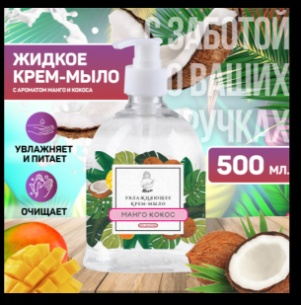 С ЗАБОТОЙ
О ВАШИХ
РУЧКАХ
ЖИДКОЕ
КРЕМ-МЫЛО
С АРОМАТОМ МАНГО И КОКОСА
УВЛАЖНЯЕТ
И ПИТАЕТ
ОЧИЩАЕТ
500 МЛ.
УВЛАЖНЯЮЩЕЕ
КРЕМ-МЫЛО
МАНГО КОКОС